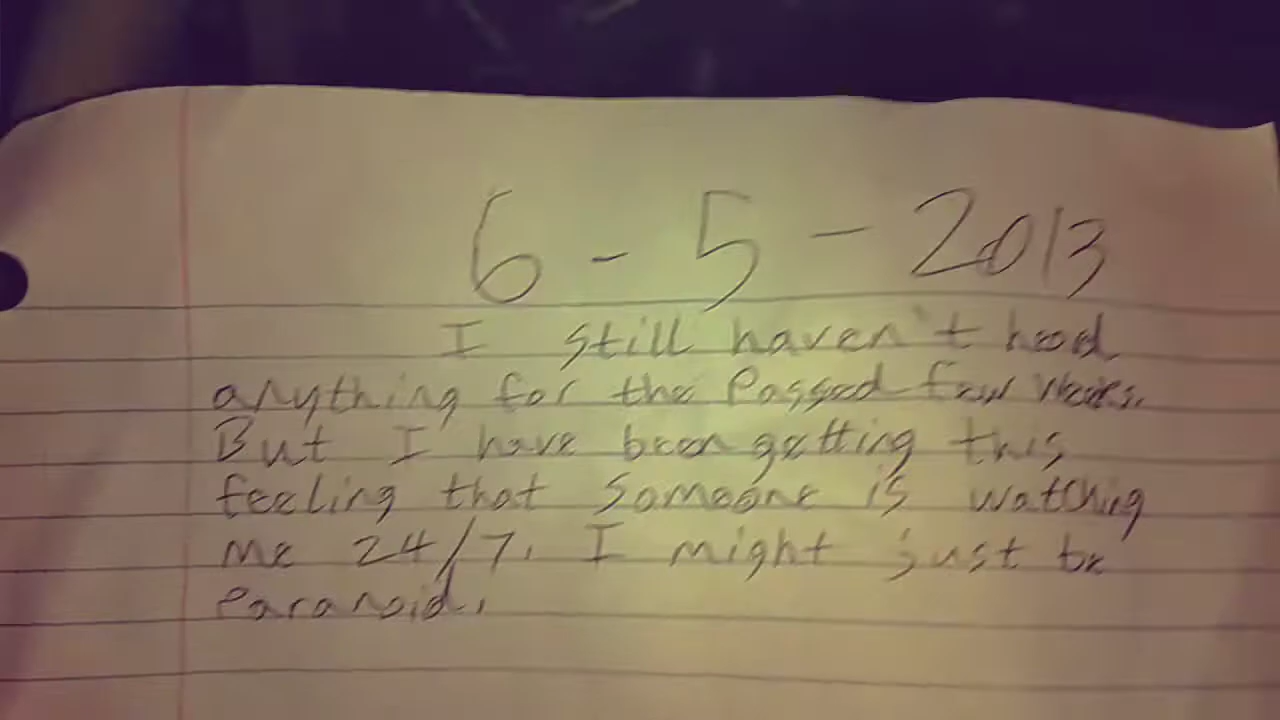 6 - 5 - 2013
I still haven't head
anything for the Passed few weeks.
But I have been getting this
feeling that someone is watching
me 24/7. I might just be
Paranoid.